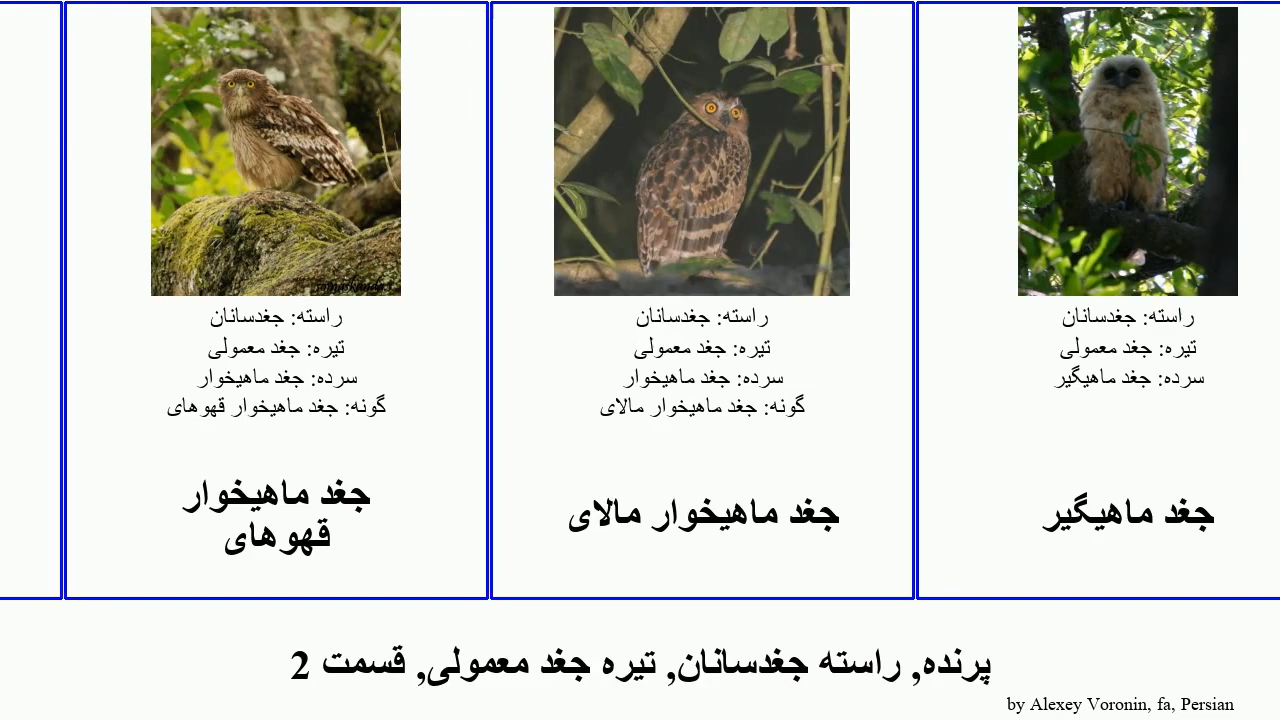 راسته: جغدسانان
تیره: جغد معمولی
سرده: جغد ماهیخوار
گونه: جغد ماهیخوار قهوهای
جغد ماهیخوار
قهوهای
راسته: جغدسانان
تیره: جغد معمولی
سرده: جغد ماهیخوار
گونه: جغد ماهیخوار مالای
جغد ماهیخوار مالای
راسته: جغدسانان
تیره: جغد معمولی
سرده: جغد ماهیگیر
جغد ماهیگیر
پرنده, راسته جغدسانان, تیره جغد معمولی, قسمت 2
by Alexey Voronin, fa, Persian